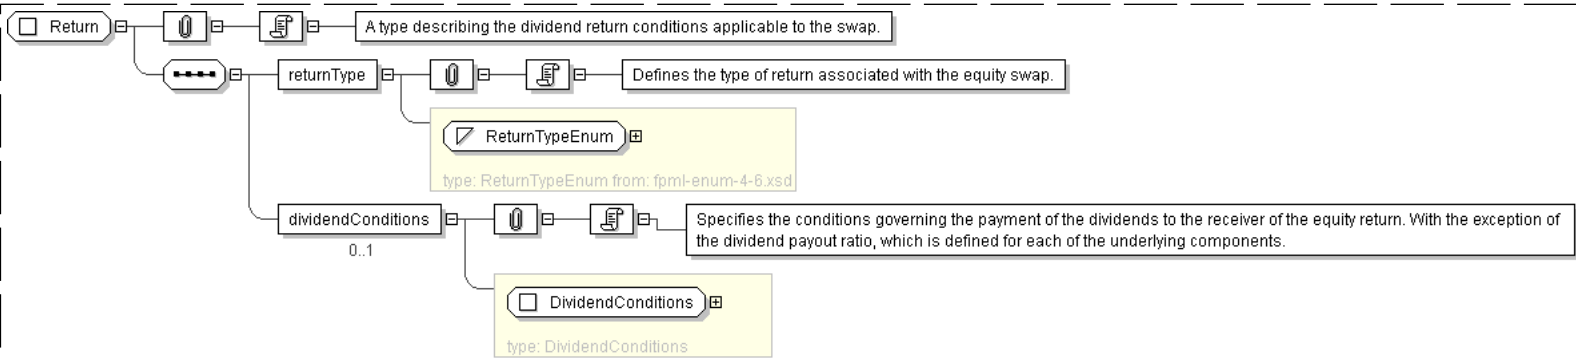 Return
A type describing the dividend return conditions applicable to the swap.
returnType
Defines the type of return associated with the equity swap.
ReturnTypeEnum
type: ReturnTypeEnum from: fpml-enum-4-6.xsd
dividendConditions
0..1
Specifies the conditions governing the payment of the dividends to the receiver of the equity return. With the exception of
the dividend payout ratio, which is defined for each of the underlying components.
DividendConditions
type: DividendConditions